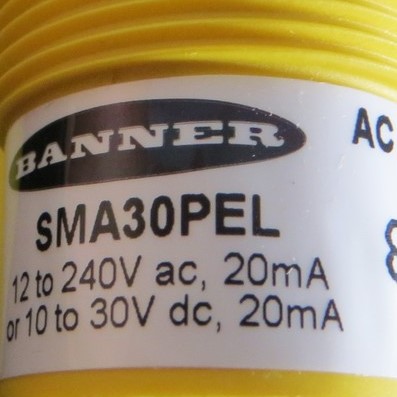 BANNER
SMA30PEL
12 to 240V ac, 20mA
or 10 to 30V dc, 20mA
AC